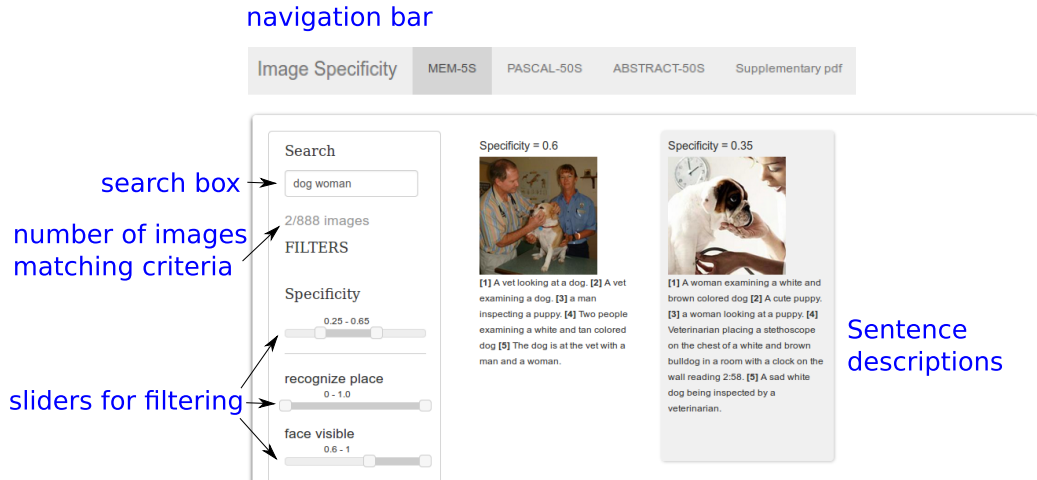 navigation bar
Image Specificity MEM-5S PASCAL-50S ABSTRACT-50S Supplementary pdf
Search
search box
dog woman
2/888 images
number of images
matching criteria
FILTERS
Specificity
0.25 - 0.65
sliders for filtering
recognize place
0 - 1.0
face visible
0.6 - 1
Specificity = 0.6
[1] A vet looking at a dog. [2] A vet
examining a dog. [3] a man
inspecting a puppy. [4] Two people
examining a white and tan colored
dog [5] The dog is at the vet with a
man and a woman.
Specificity = 0.35
[1] A woman examining a white and
brown colored dog [2] A cute puppy.
[3] a woman looking at a puppy. [4]
Veterinarian placing a stethoscope
on the chest of a white and brown
bulldog in a room with a clock on the
wall reading 2:58. [5] A sad white
dog being inspected by a
veterinarian.
Sentence
descriptions